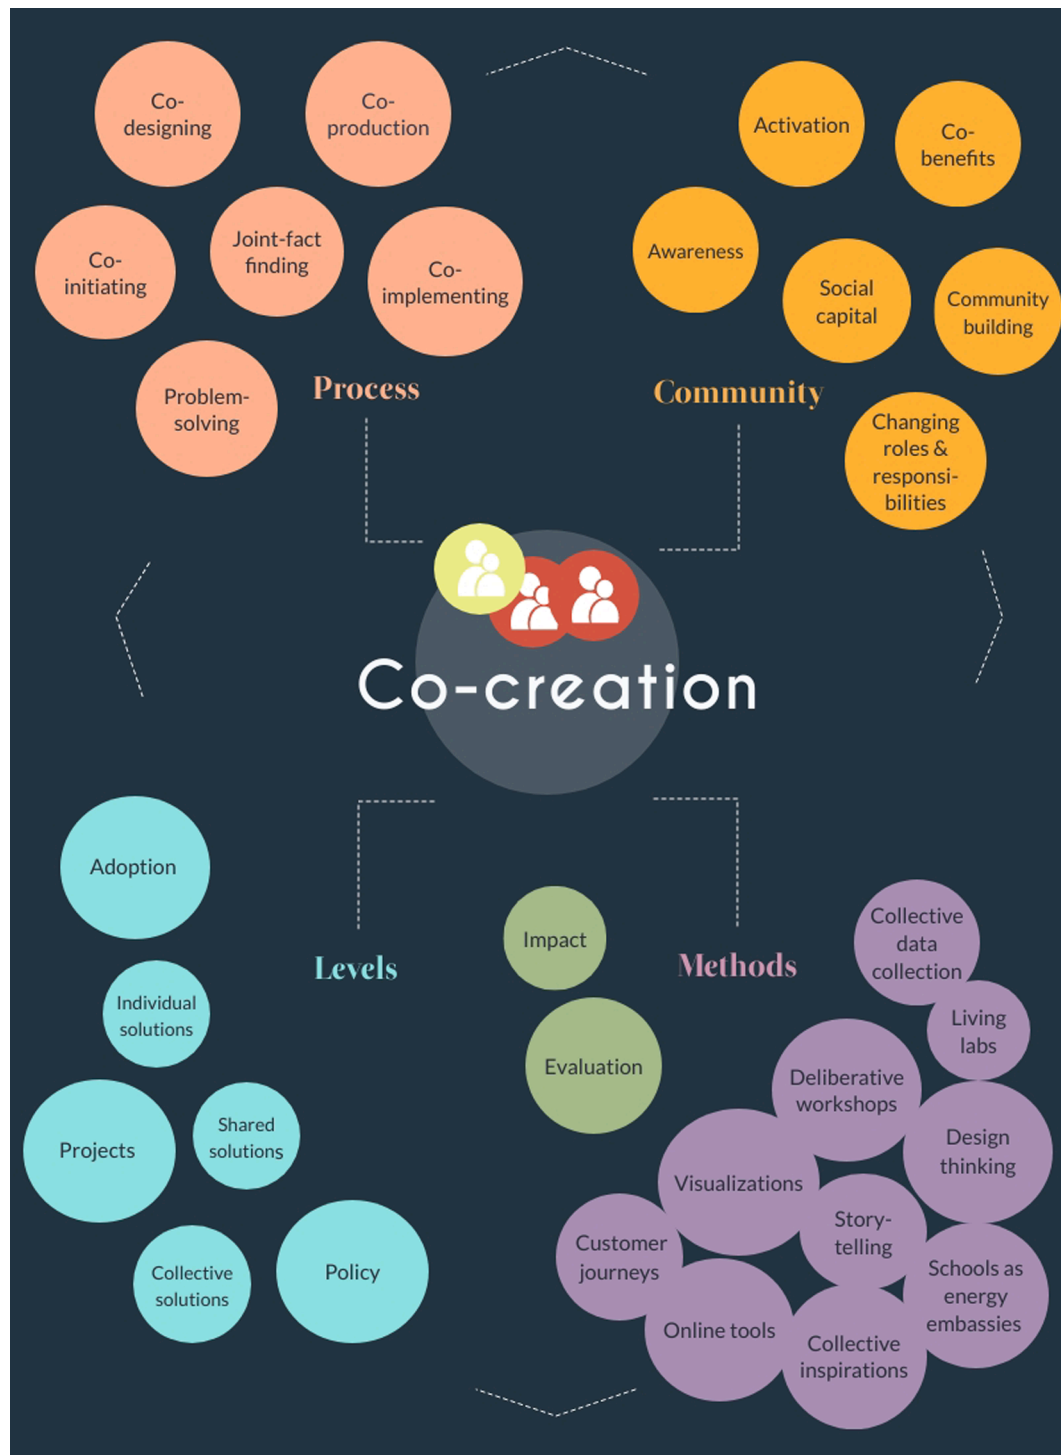 Co-
designing
Co-
production
Co-
initiating
Joint-fact
finding
Co-
implementing
Problem-
solving
Process
Activation
Co-
benefits
Awareness
Social
capital
Community
building
Changing
roles &
responsi-
bilities
Community
Co-creation
Adoption
Individual
solutions
Projects
Shared
solutions
Collective
solutions
Policy
Levels
Impact
Evaluation
Methods
Collective
data
collection
Living
labs
Deliberative
workshops
Design
thinking
Visualizations
Story-
telling
Customer
journeys
Schools as
energy
embassies
Online tools
Collective
inspirations